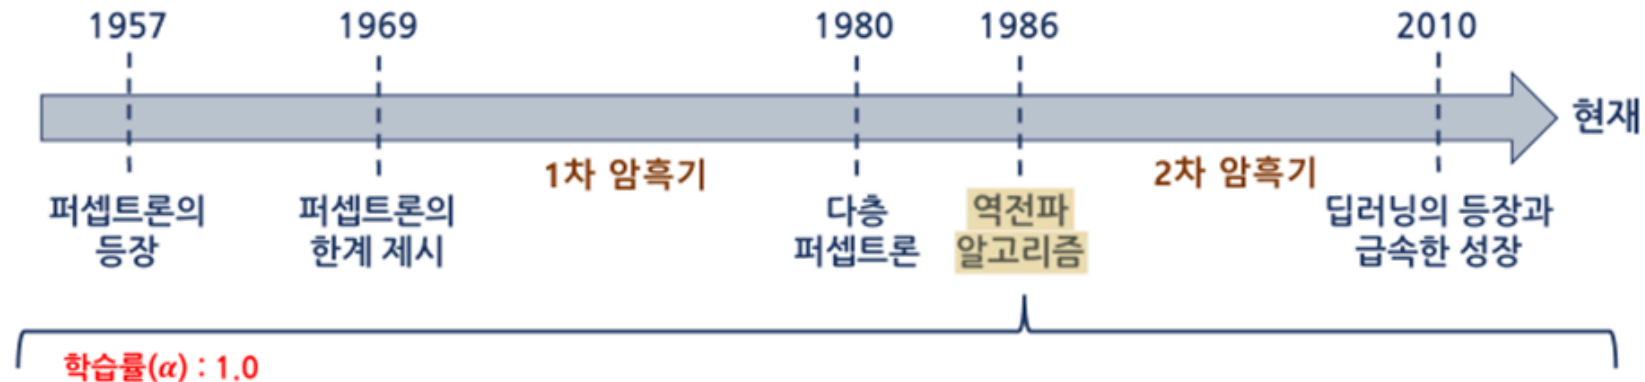 1957
1969
1980
1986
2010
현재
1차 암흑기
2차 암흑기
퍼셉트론의
등장
퍼셉트론의
한계 제시
다층
퍼셉트론
역전파
알고리즘
딥러닝의 등장과
급속한 성장
학습률(α) : 1.0